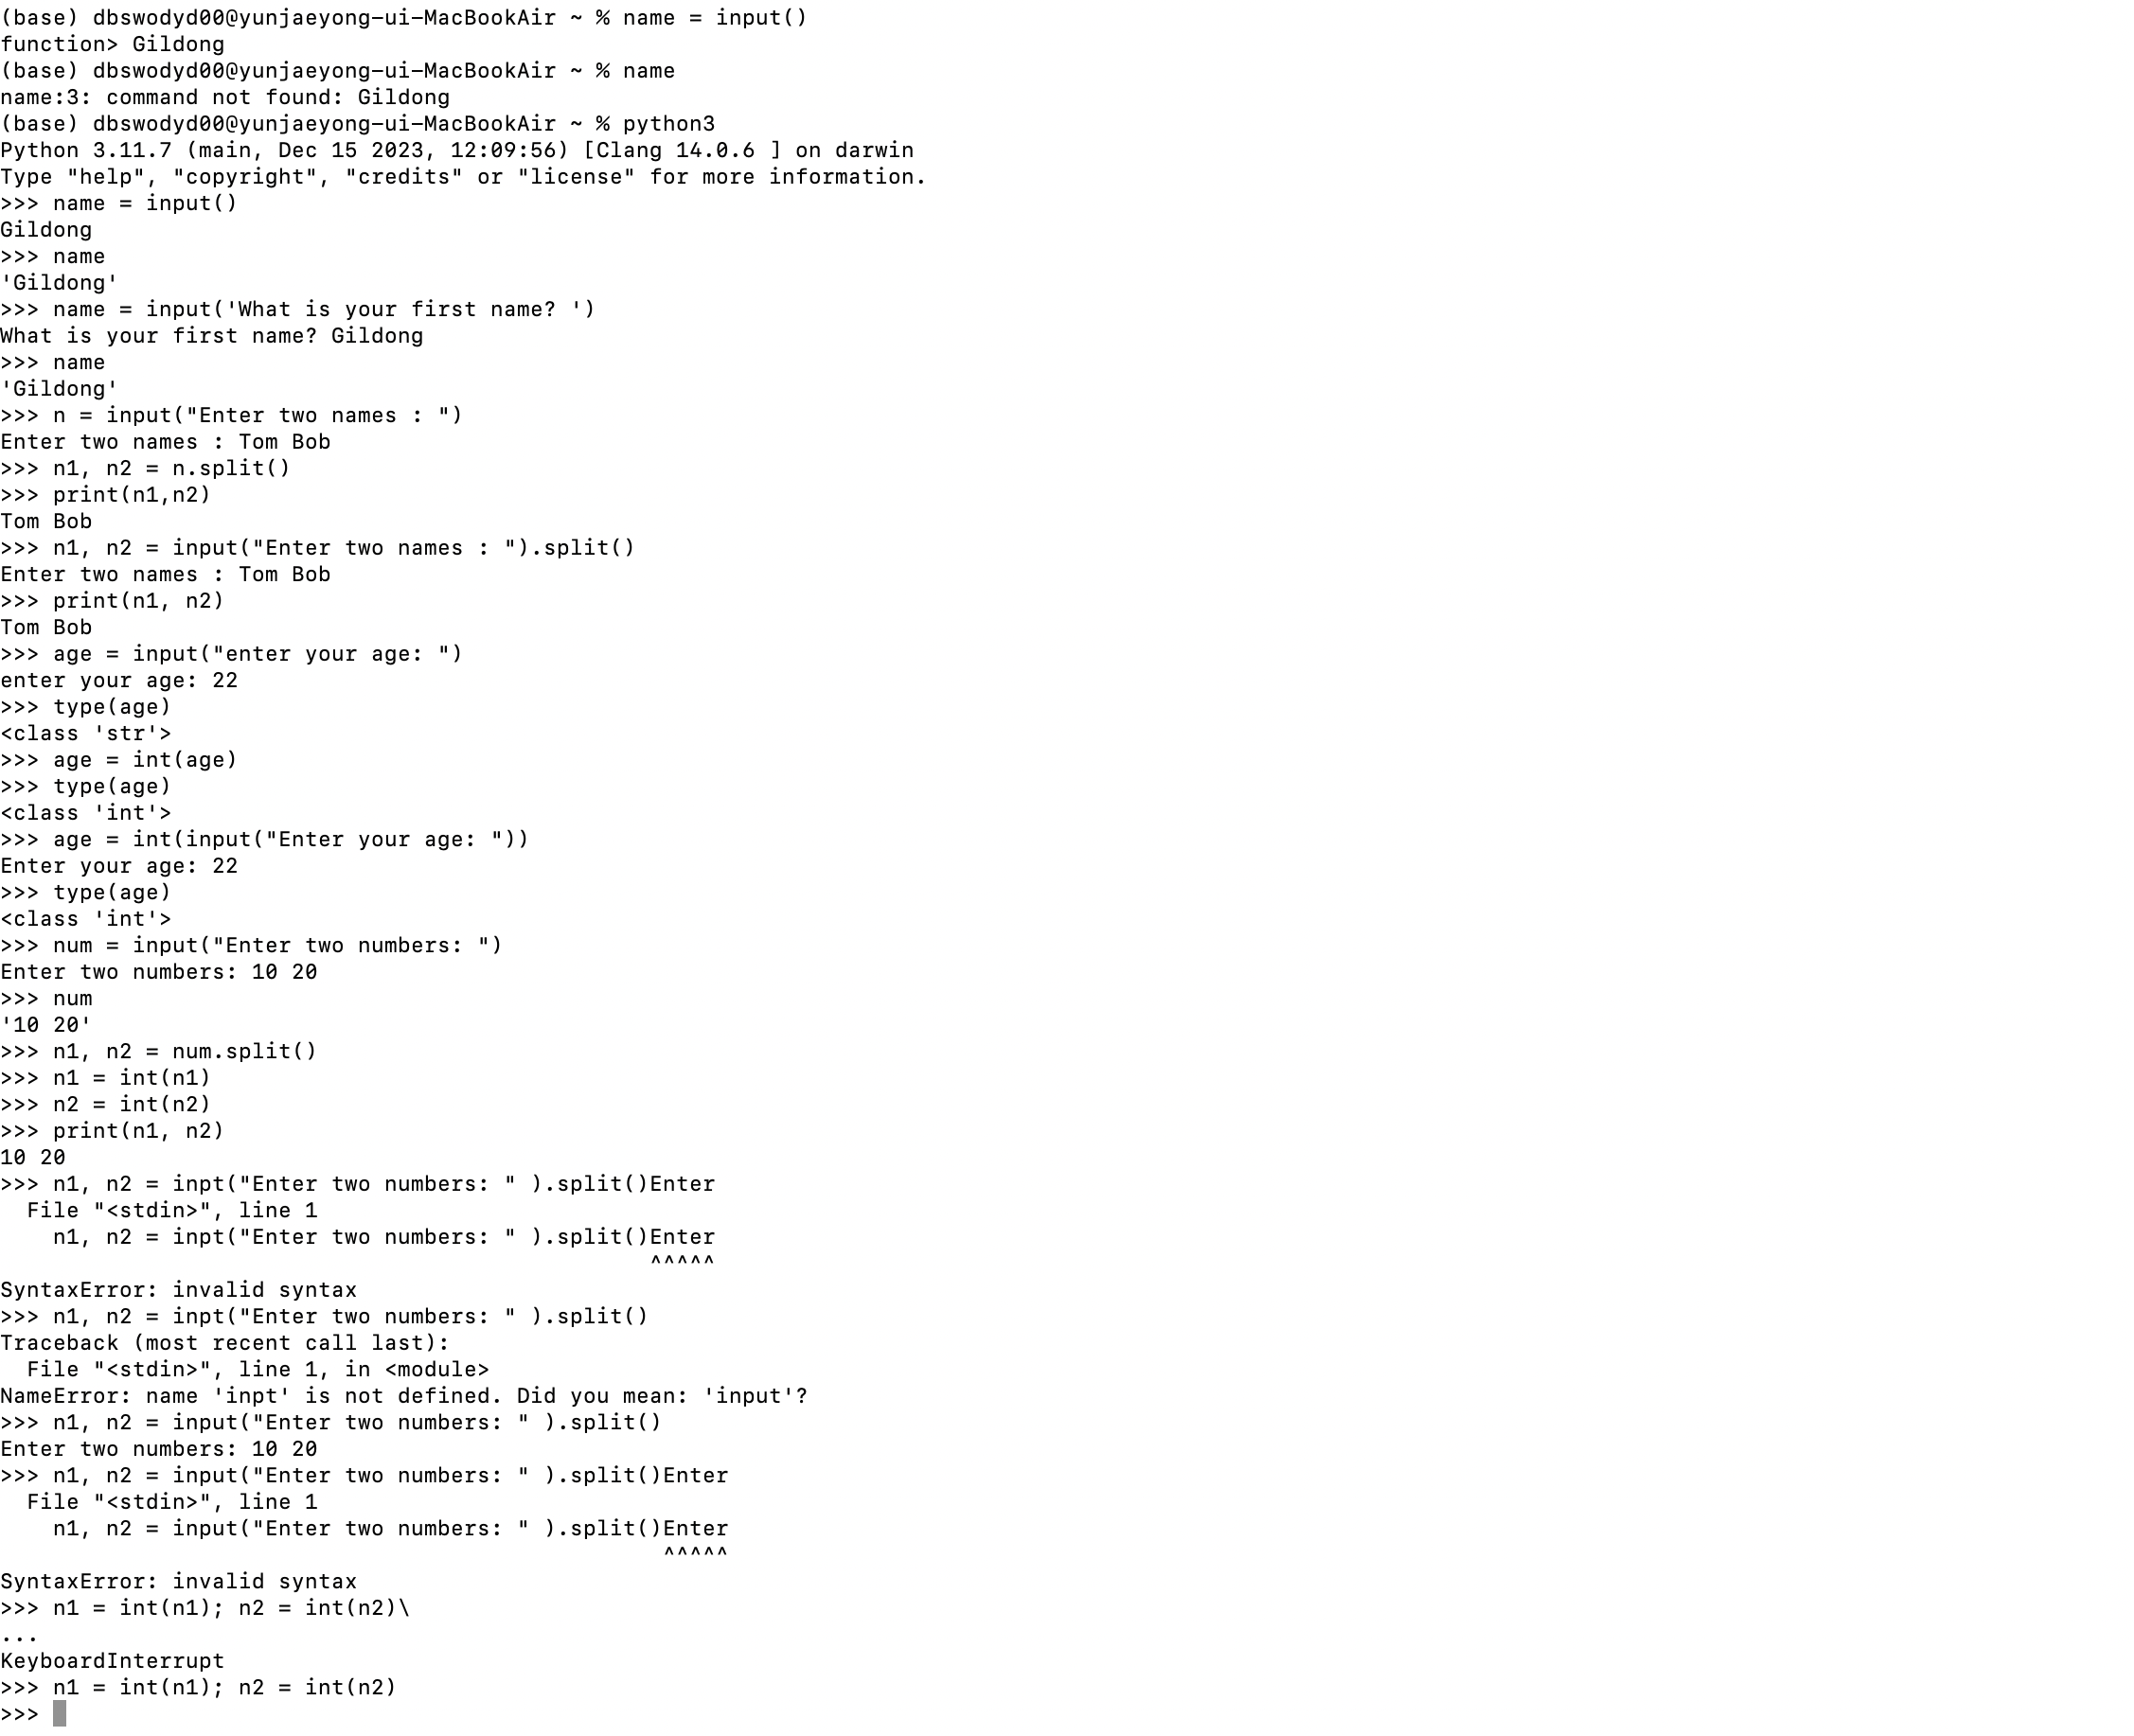 (base) dbswodyd00@yunjaeyong-ui-MacBookAir ~ % name = input()
function> Gildong
(base) dbswodyd00@yunjaeyong-ui-MacBookAir ~ % name
name:3: command not found: Gildong
(base) dbswodyd00@yunjaeyong-ui-MacBookAir ~ % python3
Python 3.11.7 (main, Dec 15 2023, 12:09:56) [Clang 14.0.6 ] on darwin
Type "help", "copyright", "credits" or "license" for more information.
>>> name = input()
Gildong
>>> name
'Gildong'
>>> name = input('What is your first name? ')
What is your first name? Gildong
>>> name
'Gildong'
>>> n = input("Enter two names : ")
Enter two names : Tom Bob
>>> n1, n2 = n.split()
>>> print(n1,n2)
Tom Bob
>>> n1, n2 = input("Enter two names : ").split()
Enter two names : Tom Bob
>>> print(n1, n2)
Tom Bob
>>> age = input("enter your age: ")
enter your age: 22
>>> type(age)
<class 'str'>
>>> age = int(age)
>>> type(age)
<class 'int'>
>>> age = int(input("Enter your age: "))
Enter your age: 22
>>> type(age)
<class 'int'>
>>> num = input("Enter two numbers: ")
Enter two numbers: 10 20
>>> num
'10 20'
>>> n1, n2 = num.split()
>>> n1 = int(n1)
>>> n2 = int(n2)
>>> print(n1, n2)
10 20
>>> n1, n2 = inpt("Enter two numbers: " ).split()Enter
  File "<stdin>", line 1
    n1, n2 = inpt("Enter two numbers: " ).split()Enter
                                                 ^^^^^
SyntaxError: invalid syntax
>>> n1, n2 = inpt("Enter two numbers: " ).split()
Traceback (most recent call last):
  File "<stdin>", line 1, in <module>
NameError: name 'inpt' is not defined. Did you mean: 'input'?
>>> n1, n2 = input("Enter two numbers: " ).split()
Enter two numbers: 10 20
>>> n1, n2 = input("Enter two numbers: " ).split()Enter
  File "<stdin>", line 1
    n1, n2 = input("Enter two numbers: " ).split()Enter
                                                  ^^^^^
SyntaxError: invalid syntax
>>> n1 = int(n1); n2 = int(n2)\
...
KeyboardInterrupt
>>> n1 = int(n1); n2 = int(n2)
>>>